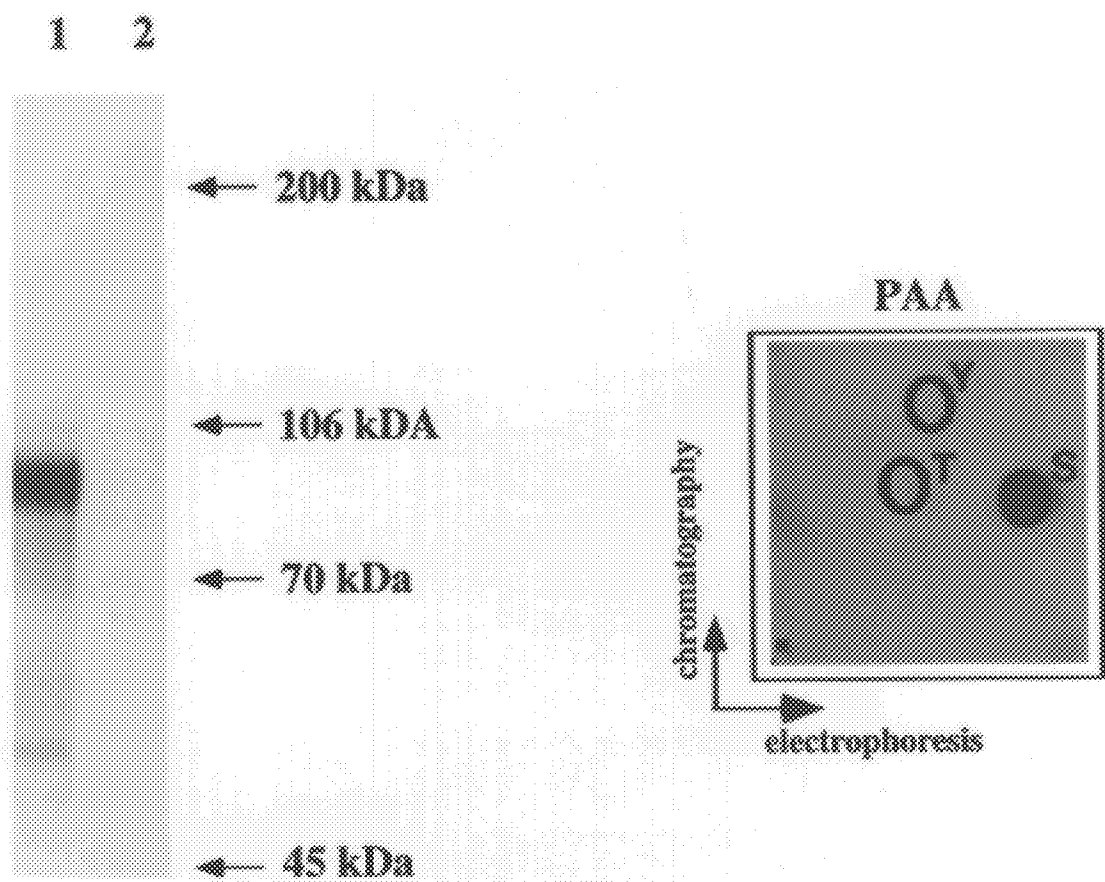 1 2
200 kDa
106 kDA
70 kDa
45 kDa
PAA
Y
T
S
chromatography
electrophoresis